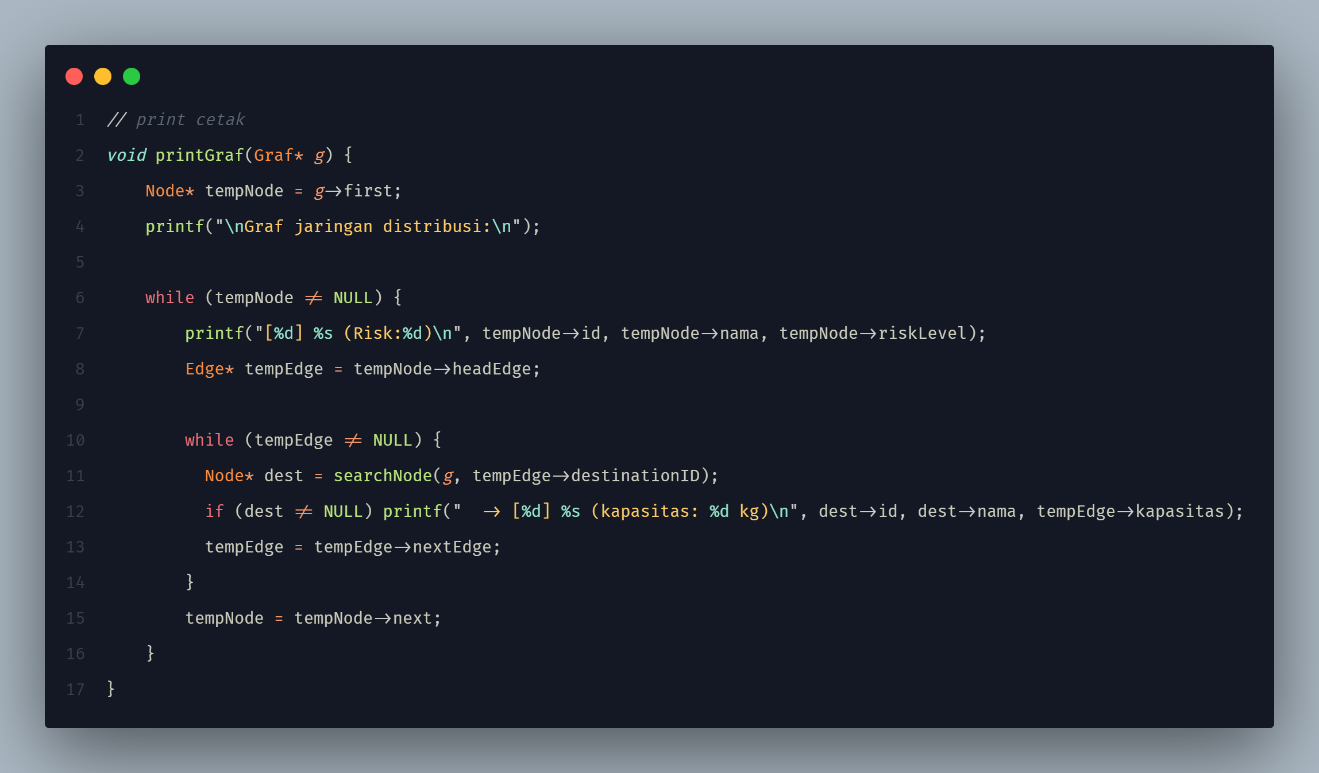 1 // print cetak
2 void printGraf(Graf* g) {
3     Node* tempNode = g->first;
4     printf("\nGraf jaringan distribusi:\n");
5
6     while (tempNode != NULL) {
7         printf("[%d] %s (Risk:%d)\n", tempNode->id, tempNode->nama, tempNode->riskLevel);
8         Edge* tempEdge = tempNode->headEdge;
9
10         while (tempEdge != NULL) {
11           Node* dest = searchNode(g, tempEdge->destinationID);
12           if (dest != NULL) printf("  -> [%d] %s (kapasitas: %d kg)\n", dest->id, dest->nama, tempEdge->kapasitas);
13           tempEdge = tempEdge->nextEdge;
14         }
15         tempNode = tempNode->next;
16     }
17 }